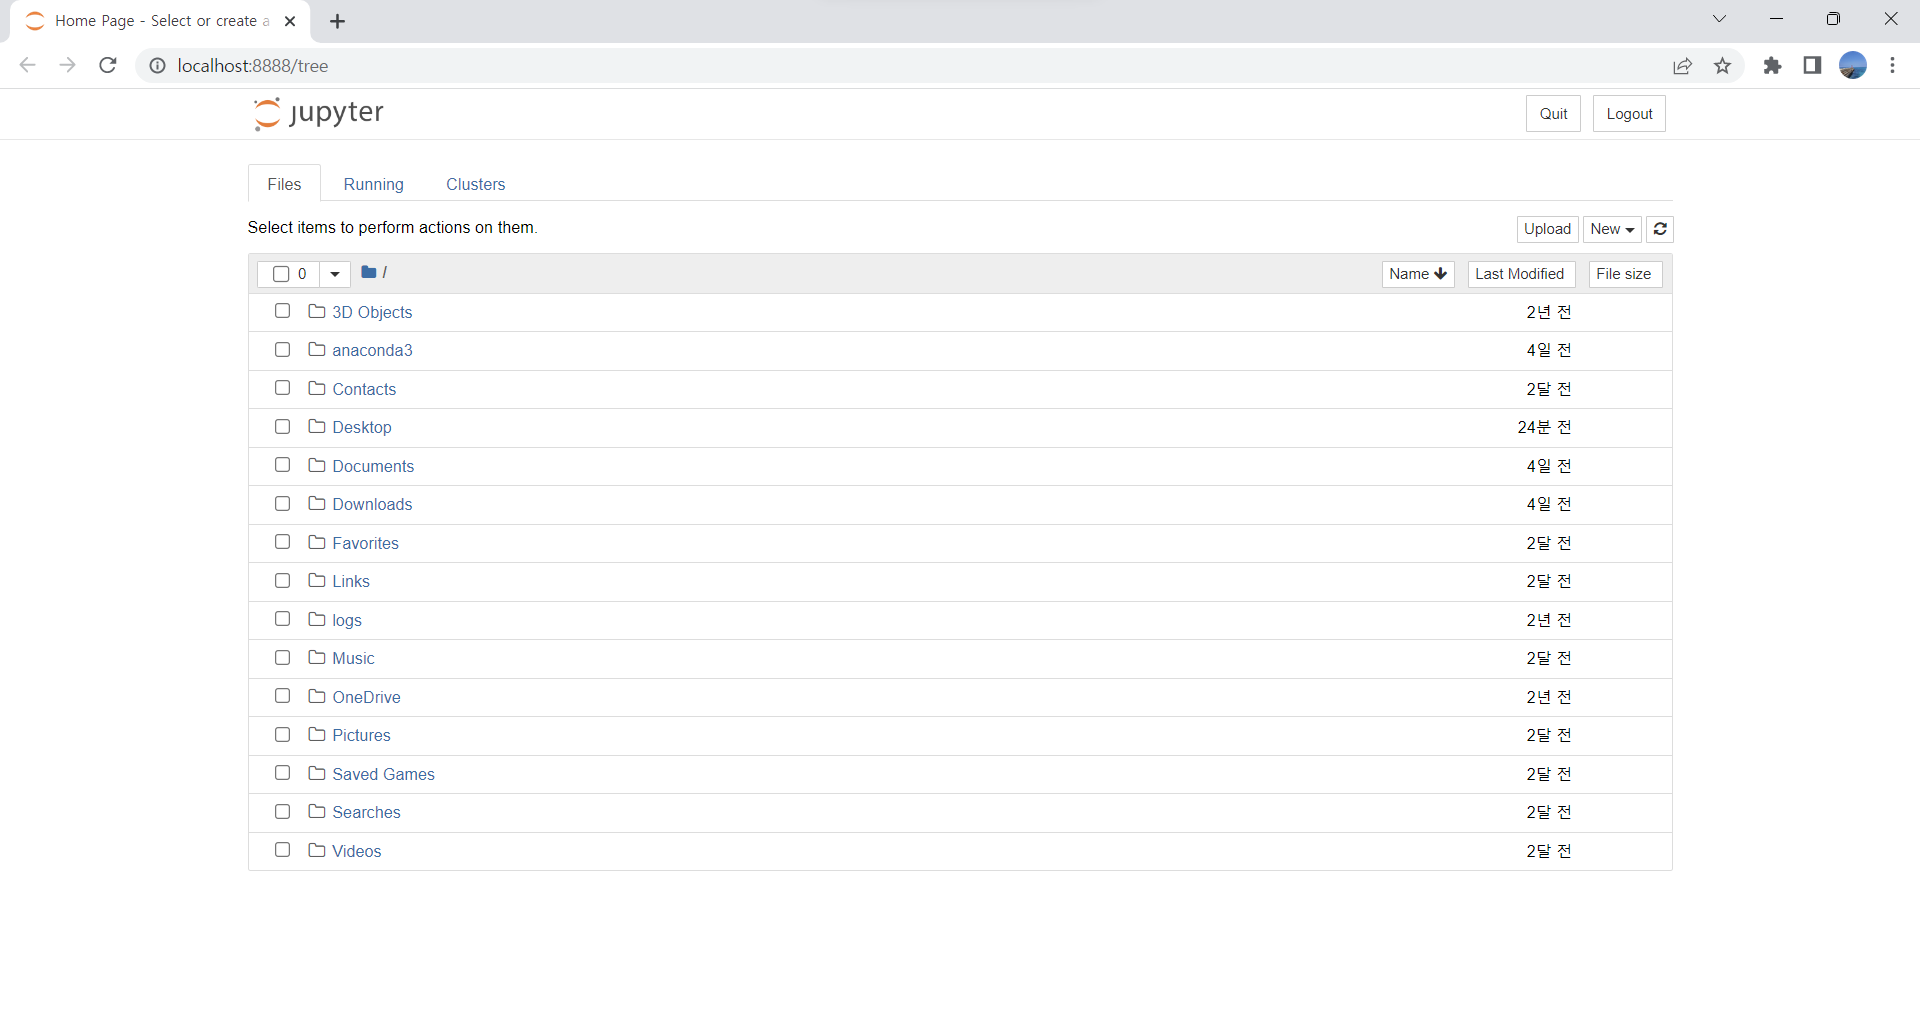 Home Page - Select or create a
localhost:8888/tree
jupyter
Quit Logout
Files Running Clusters
Select items to perform actions on them.
Upload New
0 / Name Last Modified File size
3D Objects 2년 전
anaconda3 4일 전
Contacts 2달 전
Desktop 24분 전
Documents 4일 전
Downloads 4일 전
Favorites 2달 전
Links 2달 전
logs 2년 전
Music 2달 전
OneDrive 2년 전
Pictures 2달 전
Saved Games 2달 전
Searches 2달 전
Videos 2달 전